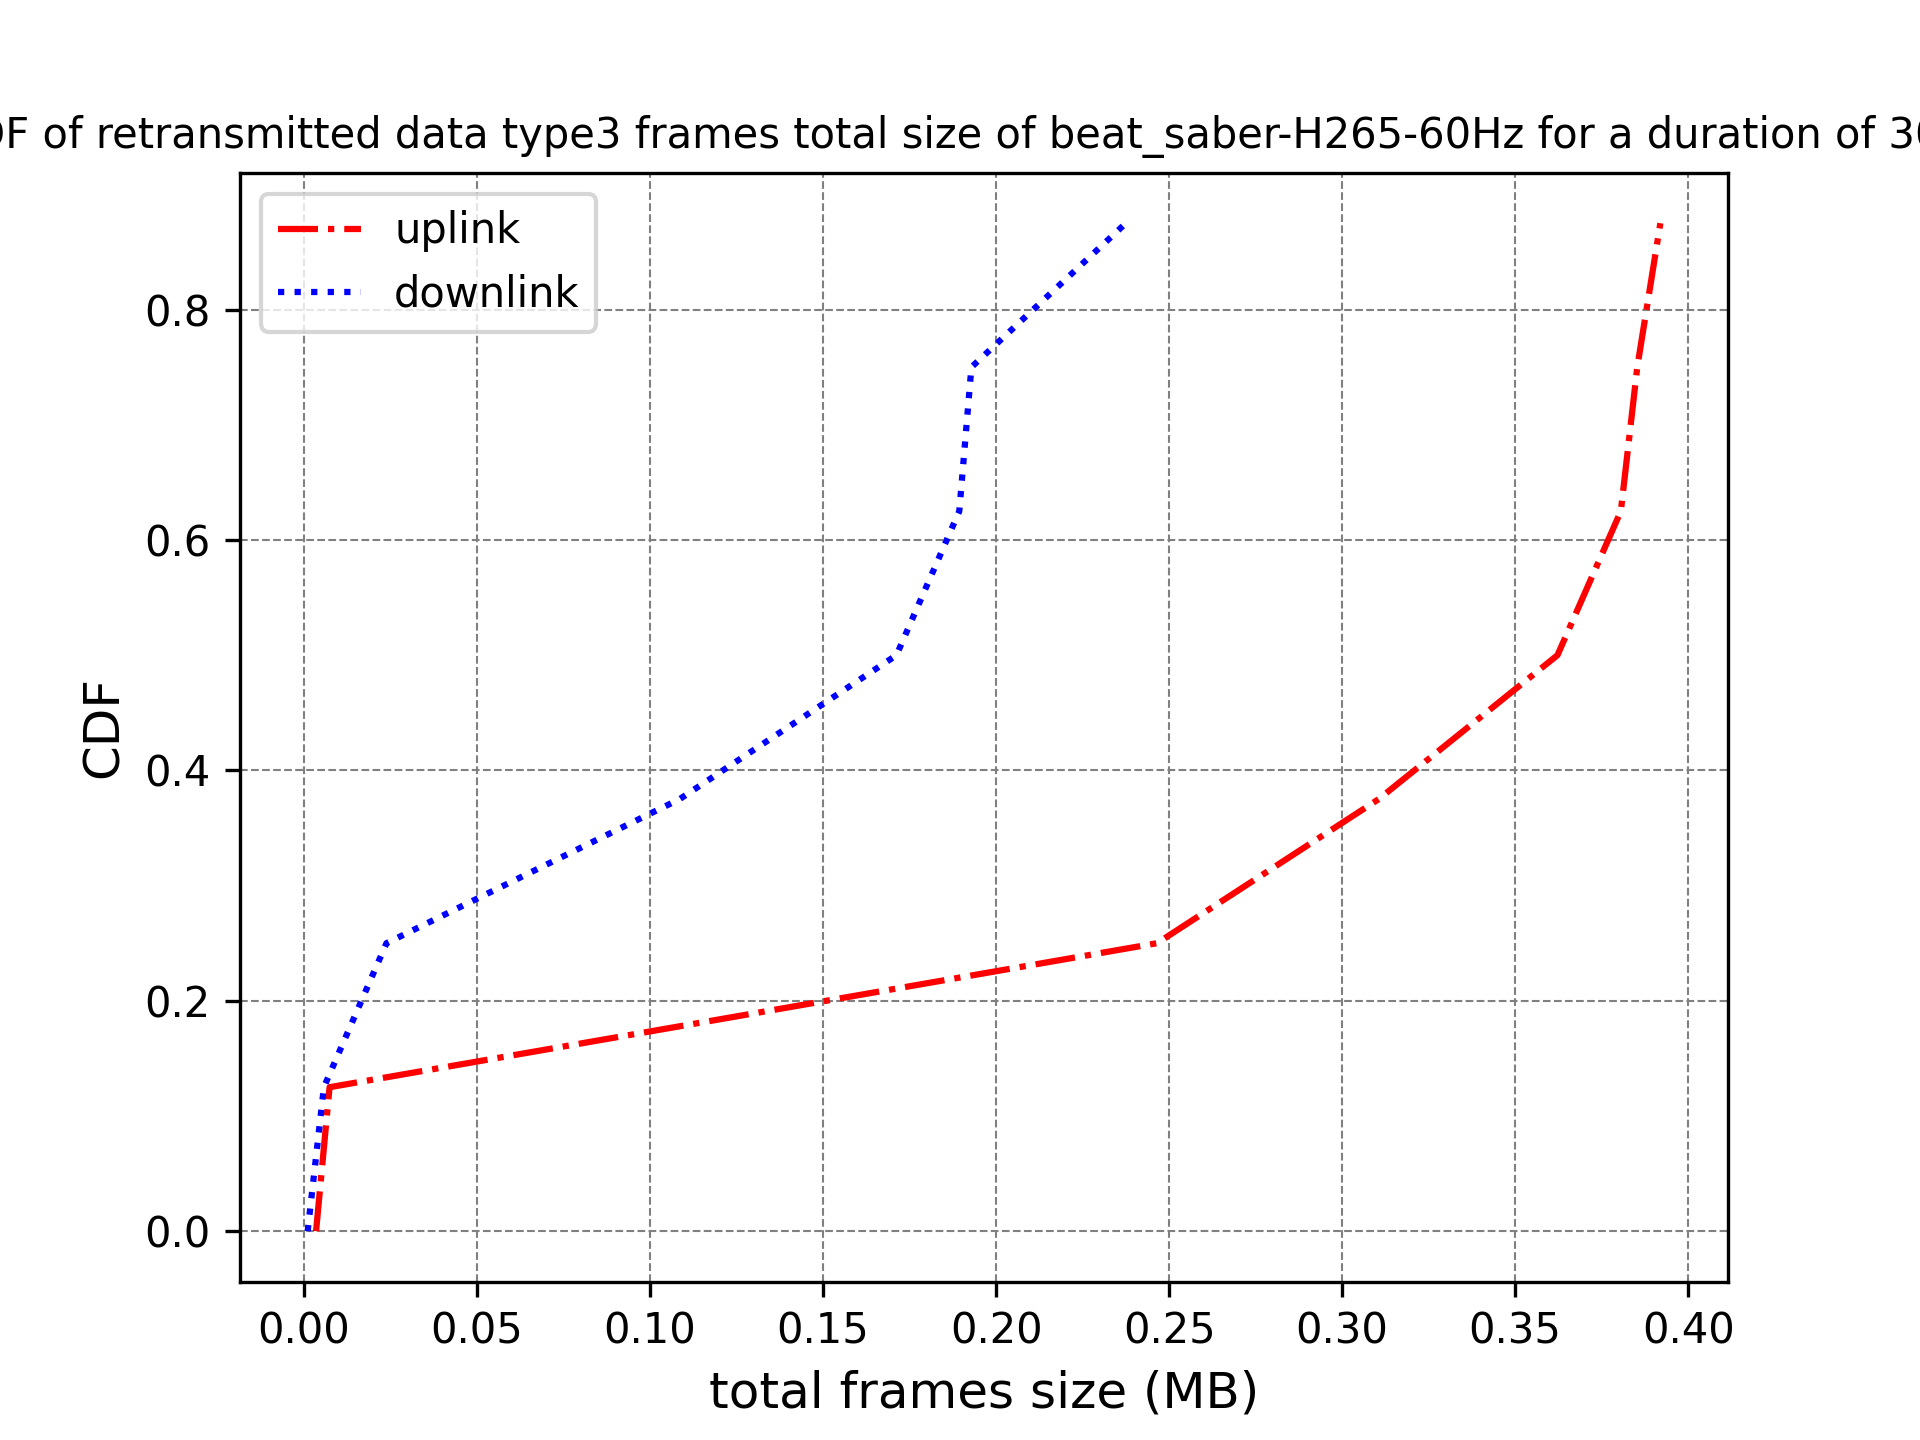 of retransmitted data type3 frames total size of beat_saber-H265-60Hz for a duration of
uplink
downlink
0.8
0.6
0.4
0.2
0.0
CDF
0.00 0.05 0.10 0.15 0.20 0.25 0.30 0.35 0.40
total frames size (MB)